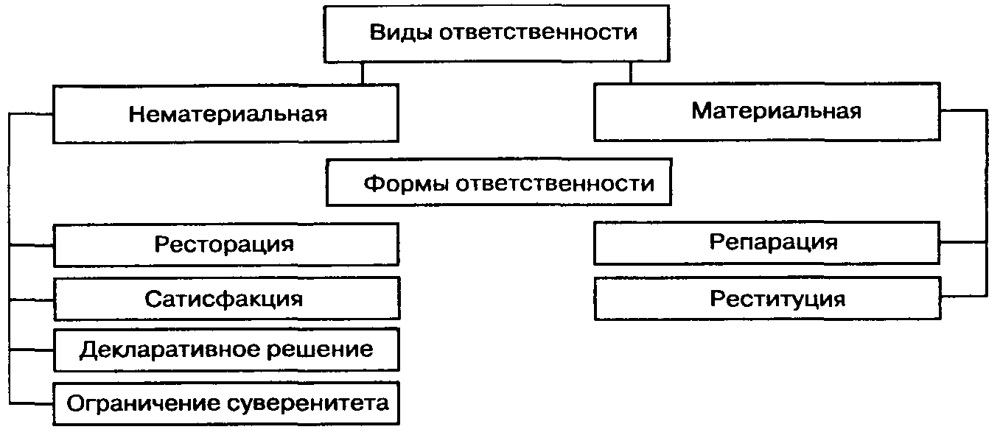 Виды ответственности
Нематериальная
Материальная
Формы ответственности
Ресторация
Репарация
Сатисфакция
Реституция
Декларативное решение
Ограничение суверенитета